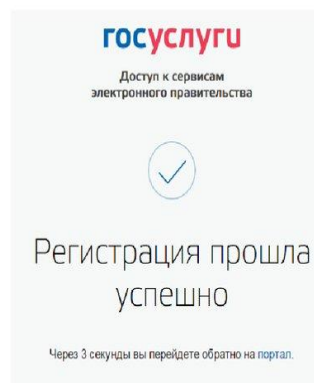 госуслуги
Доступ к сервисам
электронного правительства
Регистрация прошла
успешно
Через 3 секунды вы перейдете обратно на портал.